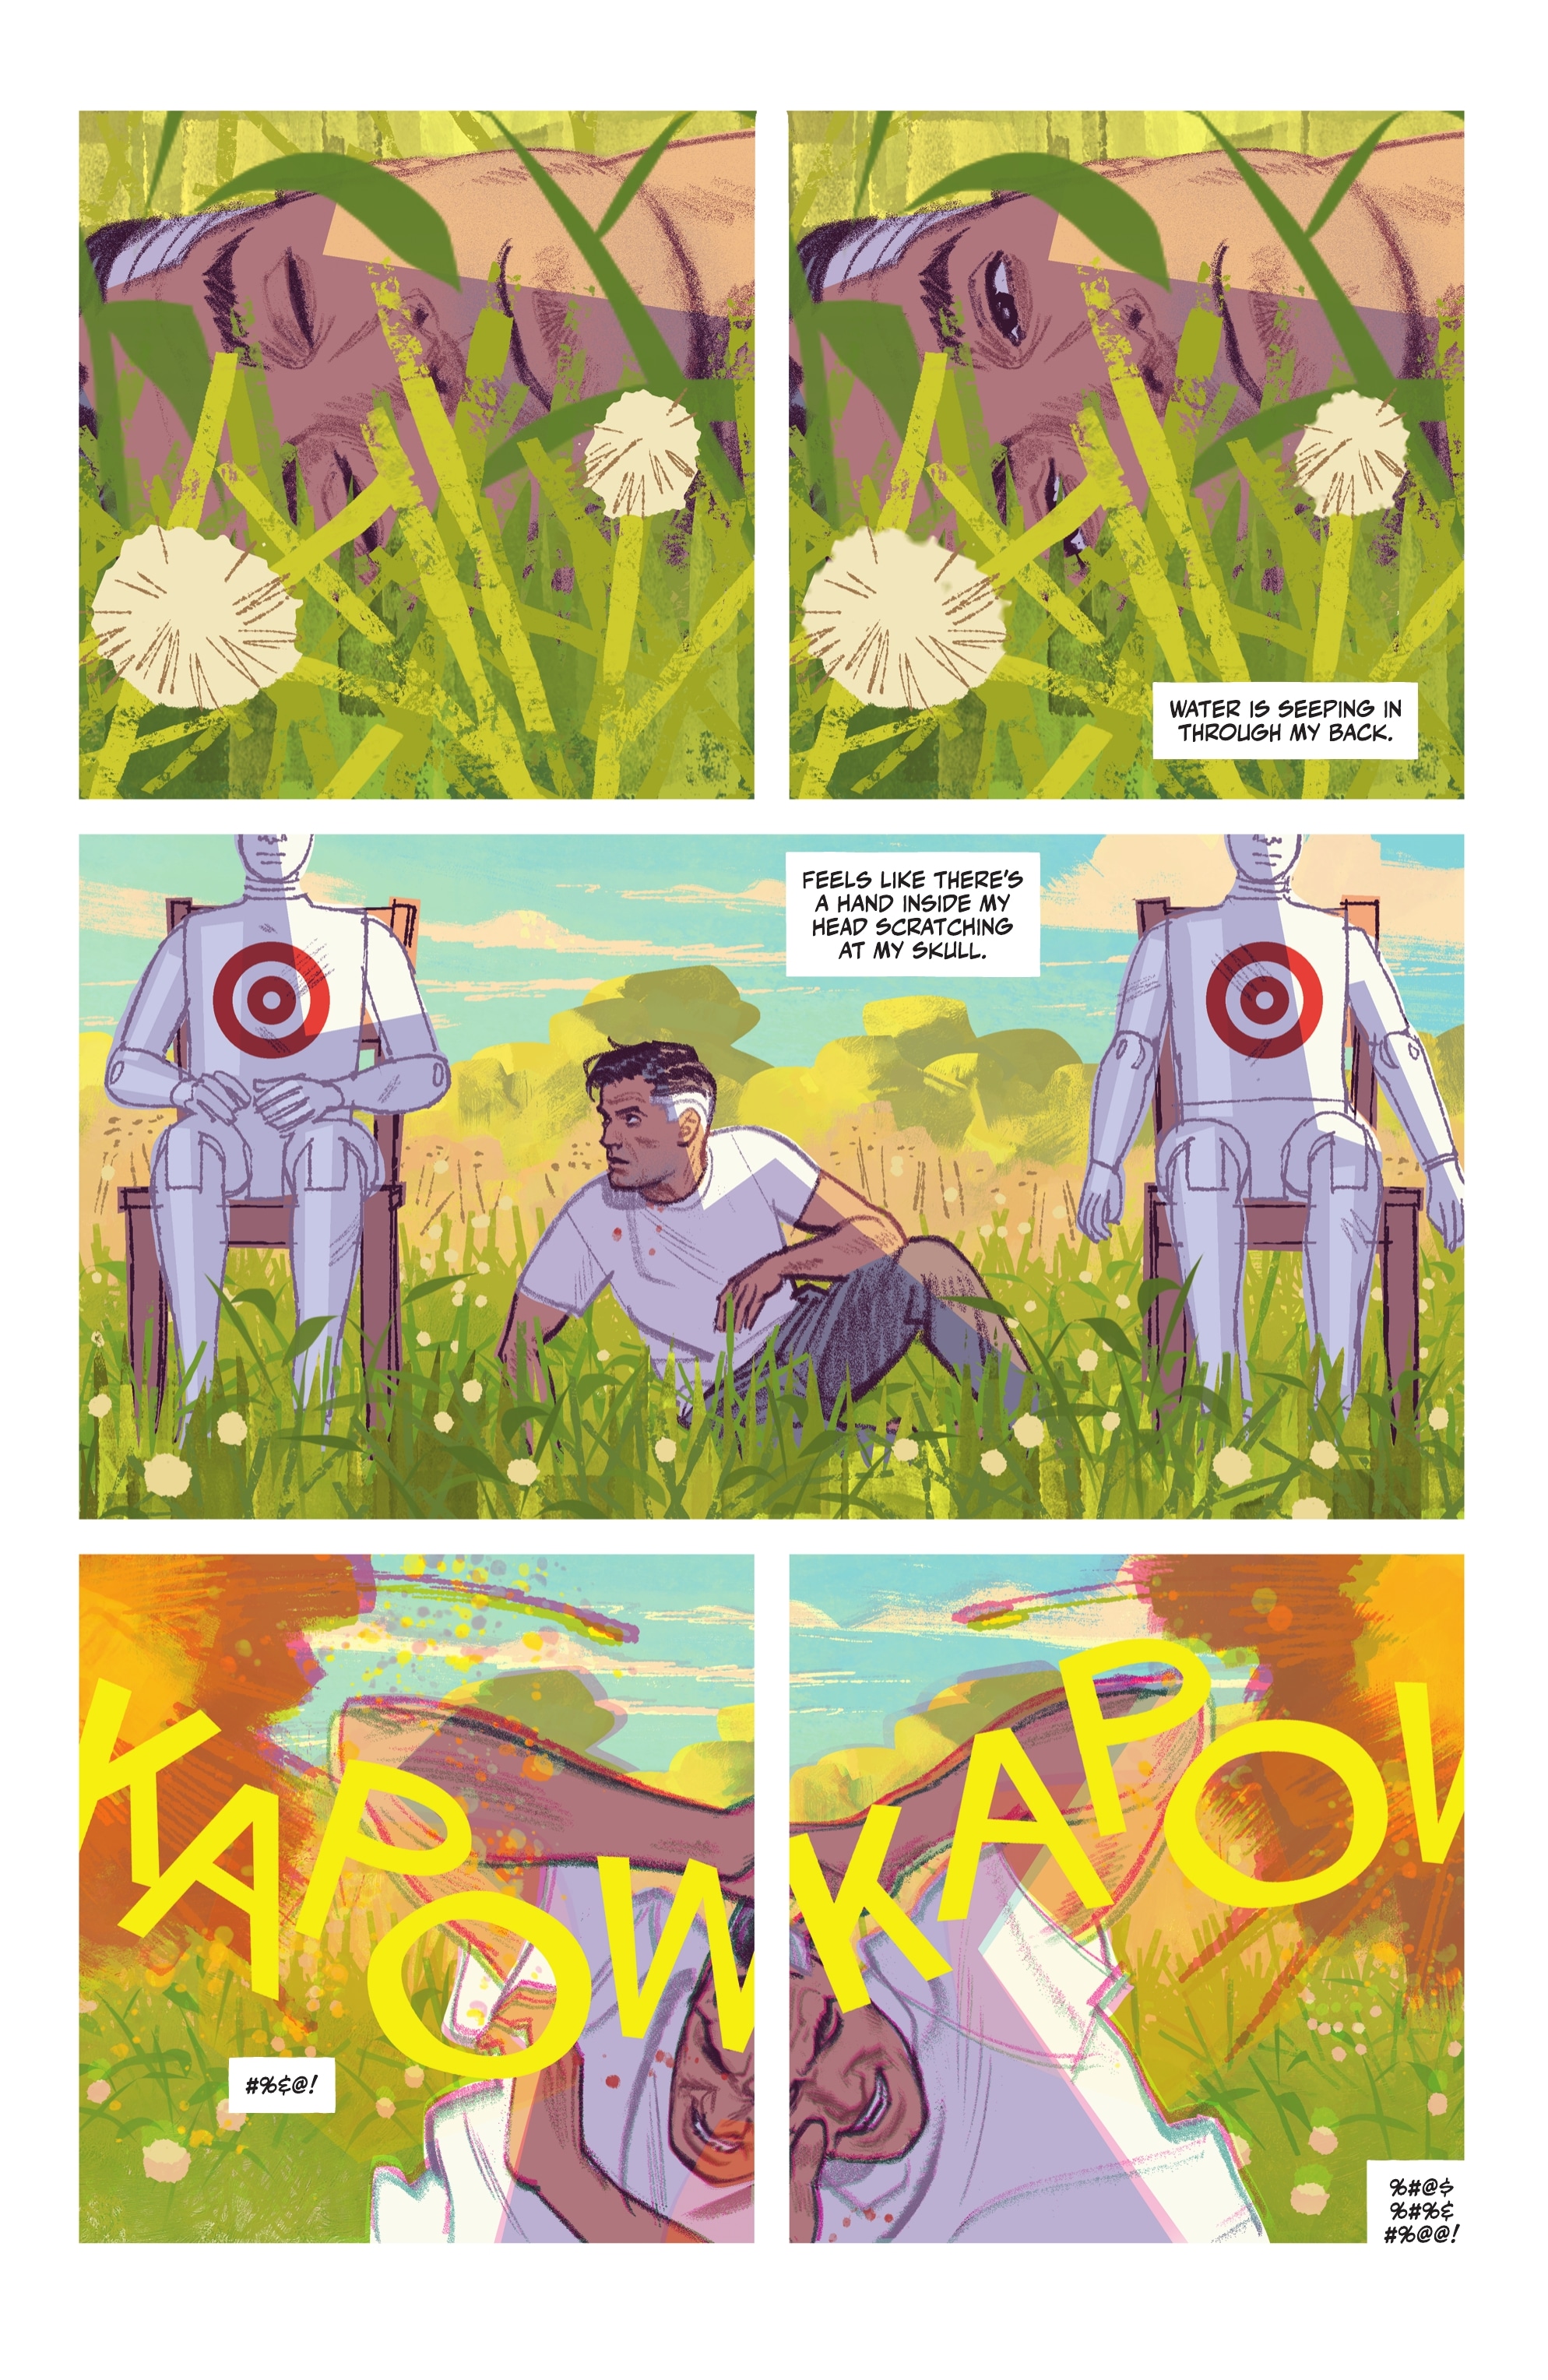 WATER IS SEEPING IN
THROUGH MY BACK.
FEELS LIKE THERE'S
A HAND INSIDE MY
HEAD SCRATCHING
AT MY SKULL.
KAPOW
#%&@!
KAPOW
%#@$
%#%&
#%@@!